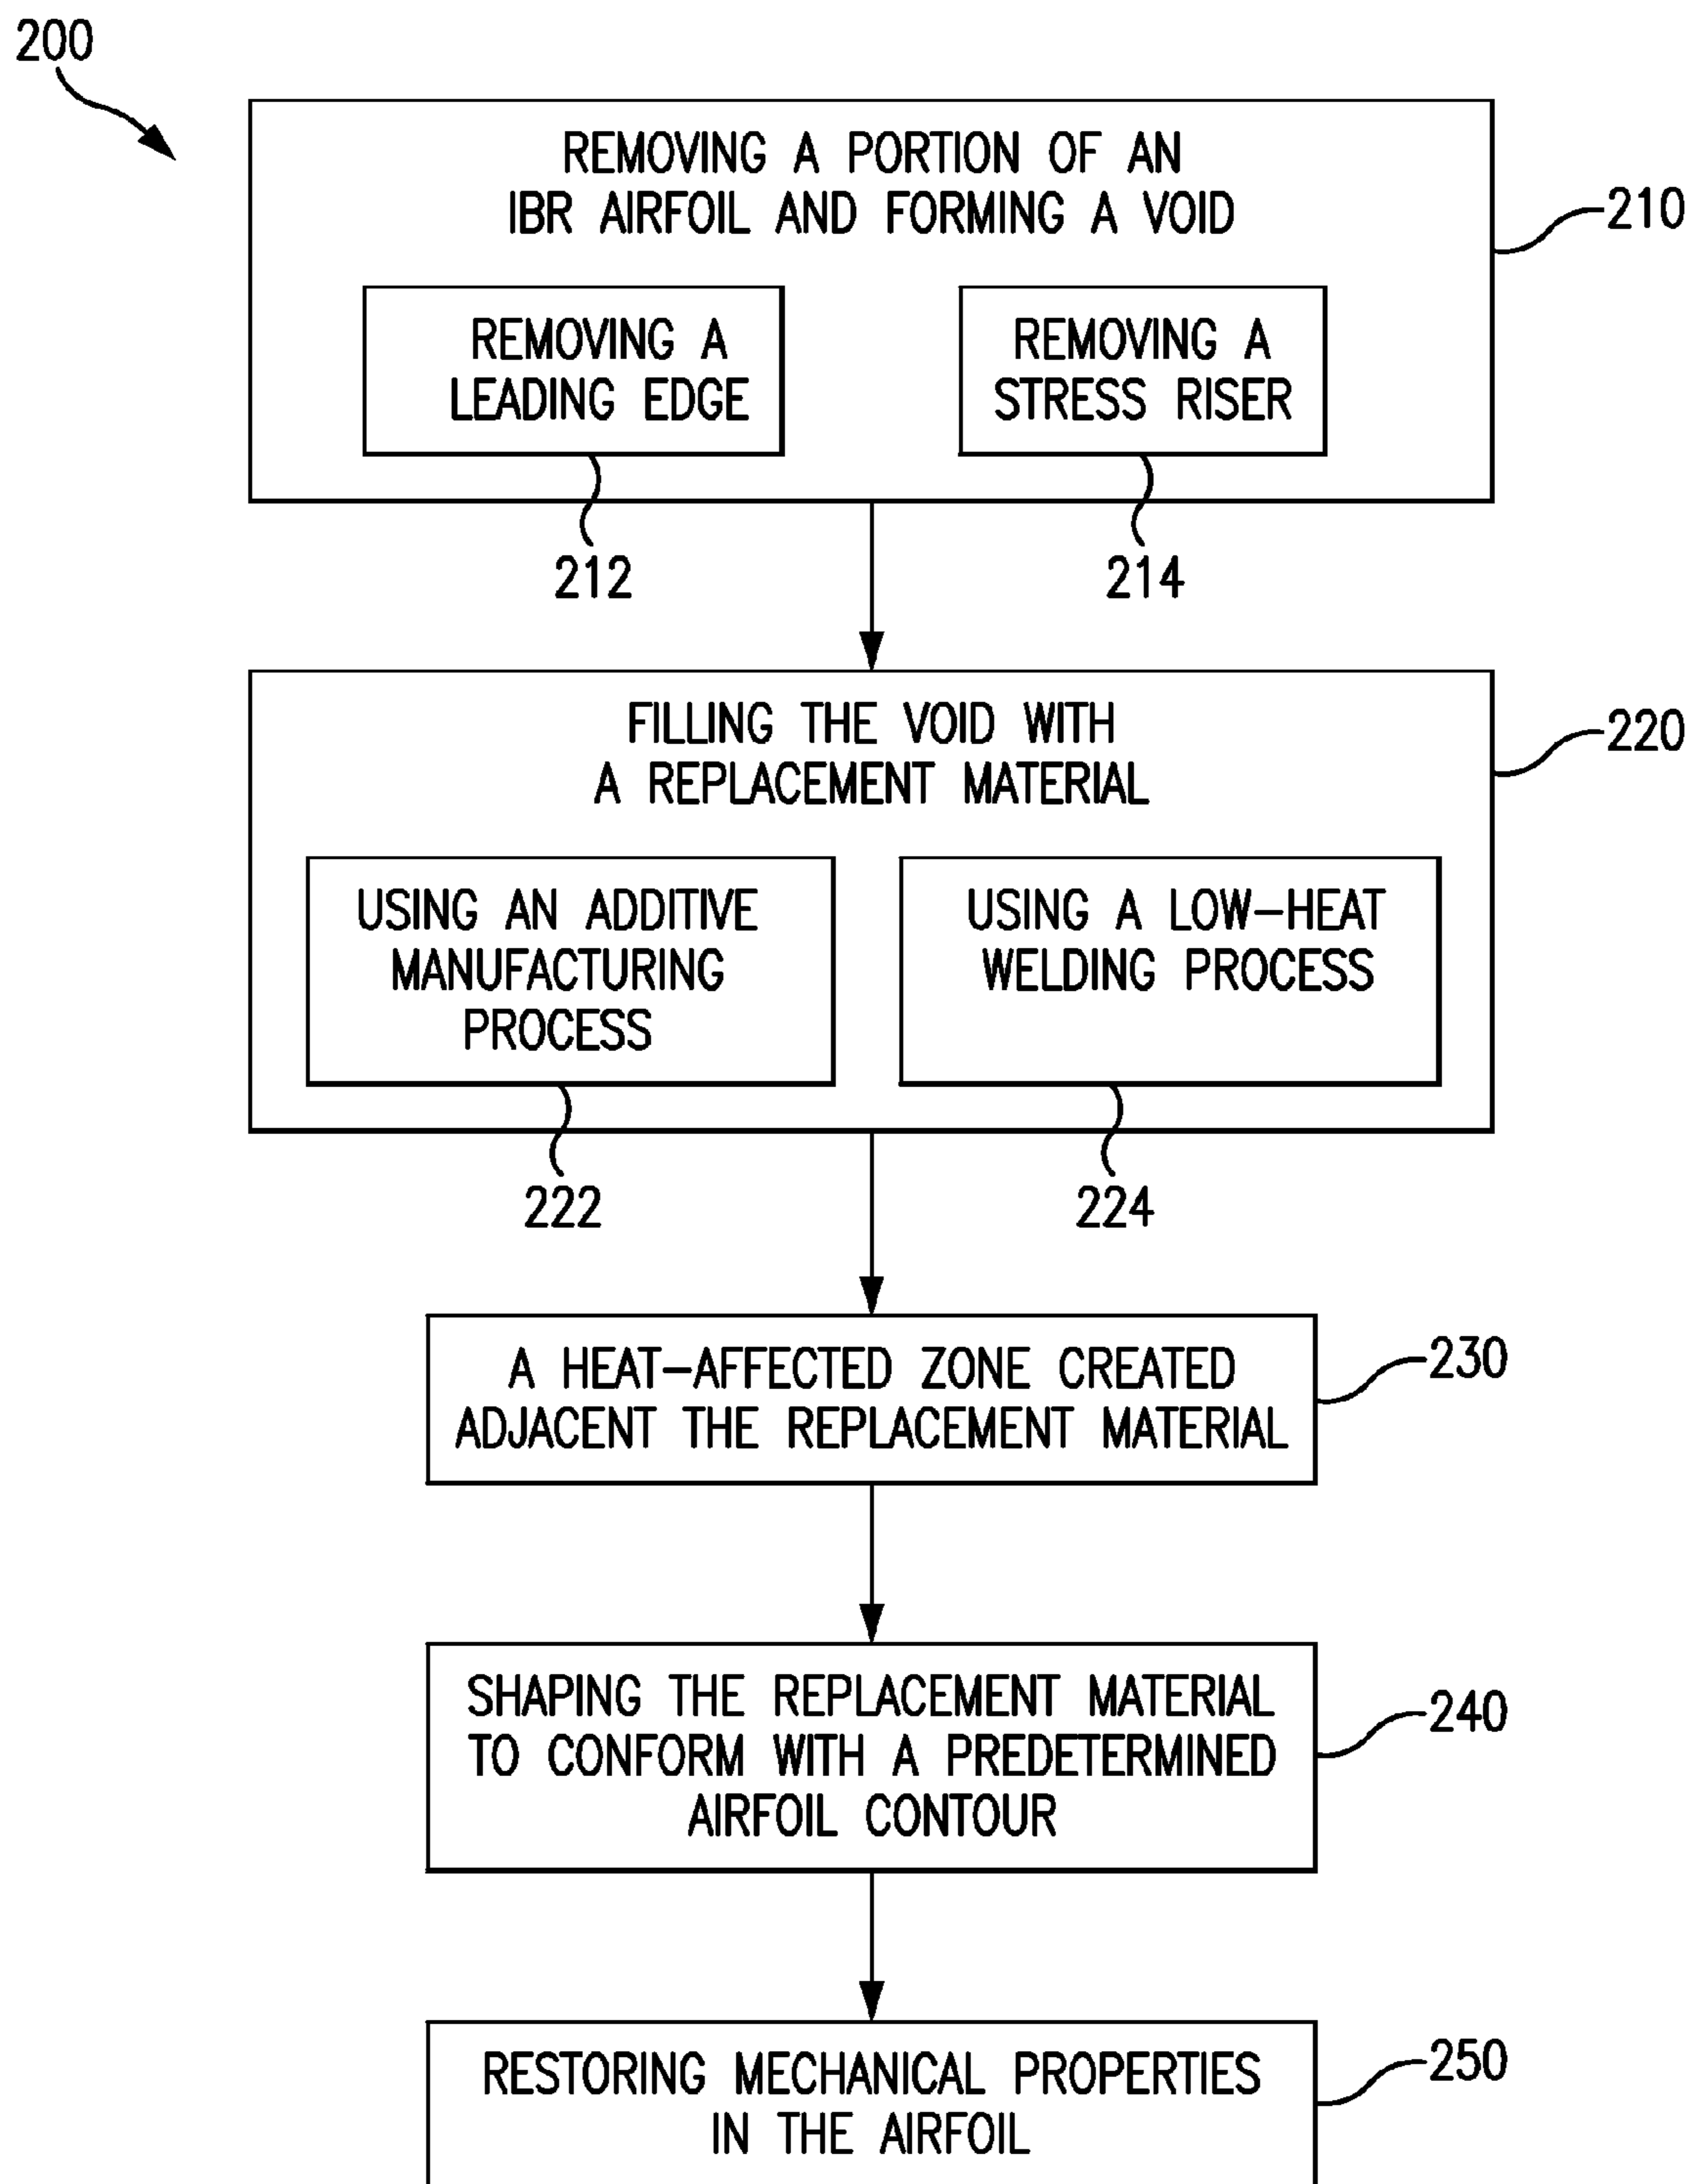 200
REMOVING A PORTION OF AN
IBR AIRFOIL AND FORMING A VOID
210
REMOVING A
LEADING EDGE
REMOVING A
STRESS RISER
212
214
FILLING THE VOID WITH
A REPLACEMENT MATERIAL
220
USING AN ADDITIVE
MANUFACTURING
PROCESS
USING A LOW-HEAT
WELDING PROCESS
222
224
A HEAT-AFFECTED ZONE CREATED
ADJACENT THE REPLACEMENT MATERIAL
230
SHAPING THE REPLACEMENT MATERIAL
TO CONFORM WITH A PREDETERMINED
AIRFOIL CONTOUR
240
RESTORING MECHANICAL PROPERTIES
IN THE AIRFOIL
250